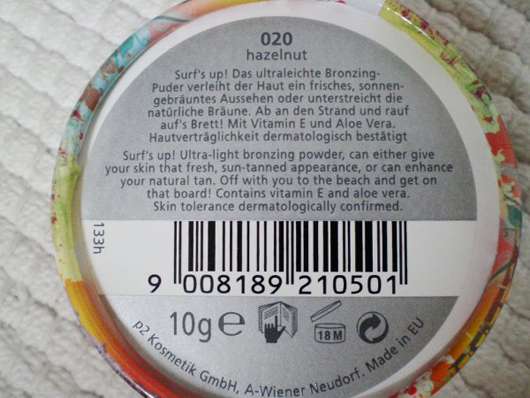 020
hazelnut
Surf's up! Das ultraleichte Bronzing-
Puder verleiht der Haut ein frisches, sonnen-
gebräuntes Aussehen oder unterstreicht die
natürliche Bräune. Ab an den Strand und rauf
auf's Brett! Mit Vitamin E und Aloe Vera.
Hautverträglichkeit dermatologisch bestätigt
Surf's up! Ultra-light bronzing powder, can either give
your skin that fresh, sun-tanned appearance, or can enhance
your natural tan. Off with you to the beach and get on
that board! Contains vitamin E and aloe vera.
Skin tolerance dermatologically confirmed.
133h
9 008189 210501
10g e
18 M
p2 Kosmetik GmbH, A-Wiener Neudorf. Made in EU